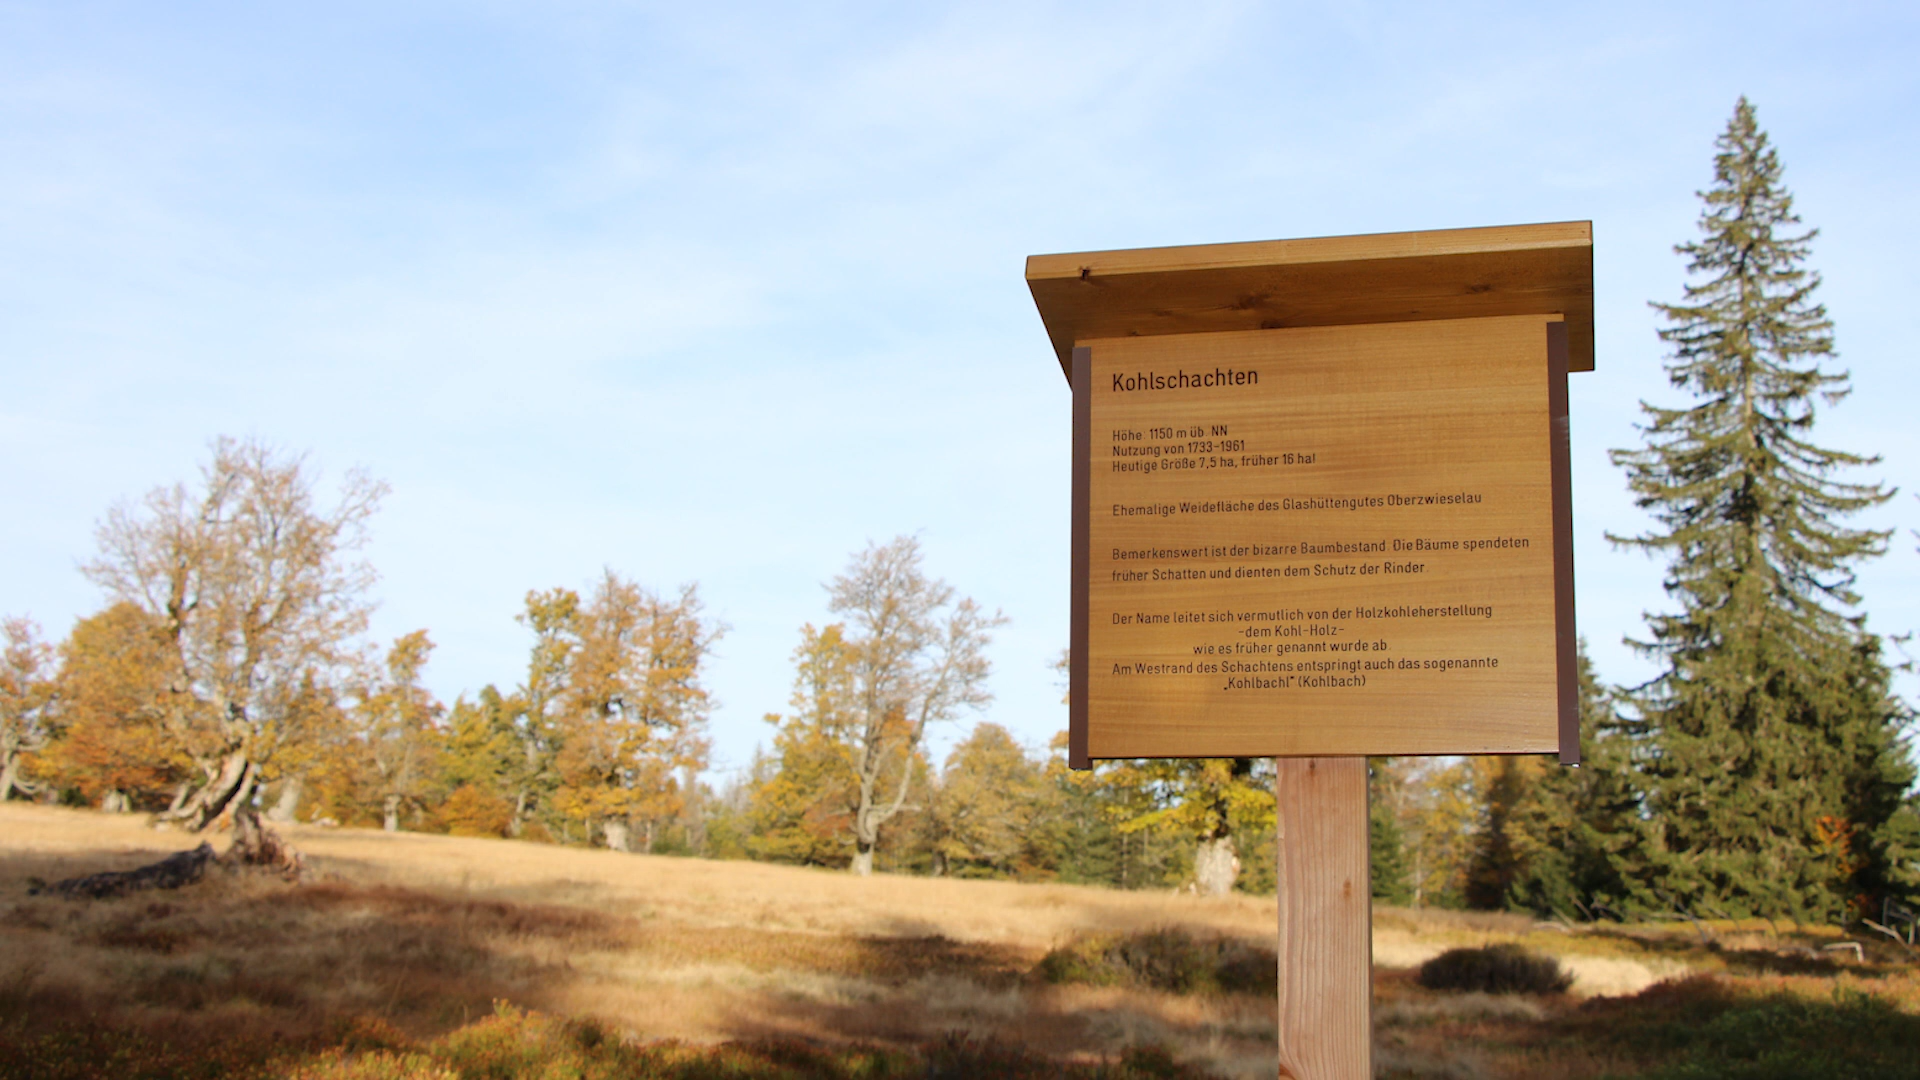 Kohlschachten
Höhe: 1150 m üb. NN
Nutzung von 1733-1961
Heutige Größe 7,5 ha, früher 16 ha!
Ehemalige Weidefläche des Glashüttengutes Oberzwieselau
Bemerkenswert ist der bizarre Baumbestand. Die Bäume spendeten
früher Schatten und dienten dem Schutz der Rinder.
Der Name leitet sich vermutlich von der Holzkohleherstellung
-dem Kohl-Holz-
wie es früher genannt wurde ab.
Am Westrand des Schachtens entspringt auch das sogenannte
„Kohlbachl" (Kohlbach)